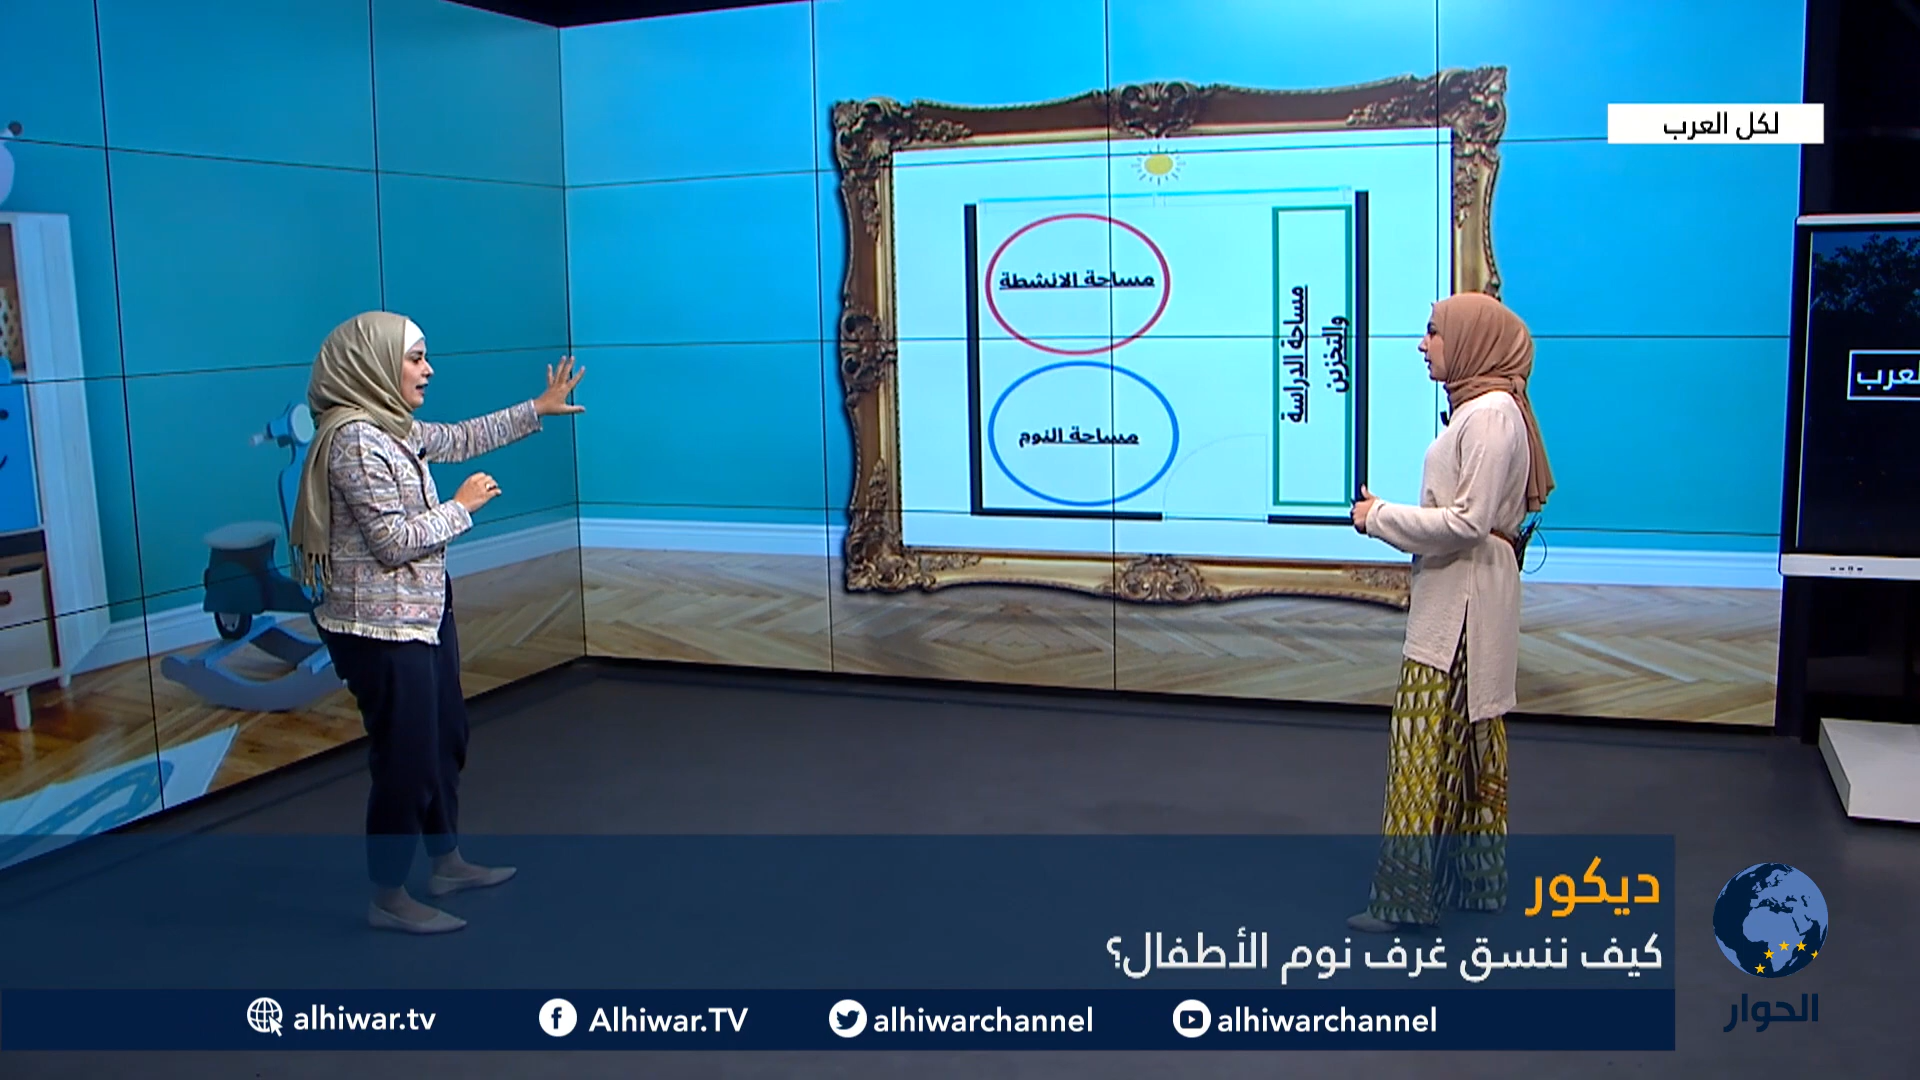 لكل العرب
مساحة الانشطة
مساحة الدراسة
والتخزين
مساحة النوم
لعرب
ديكور
كيف ننسق غرف نوم الأطفال؟
الحوار
alhiwar.tv
Alhiwar.TV
alhiwarchannel
alhiwarchannel